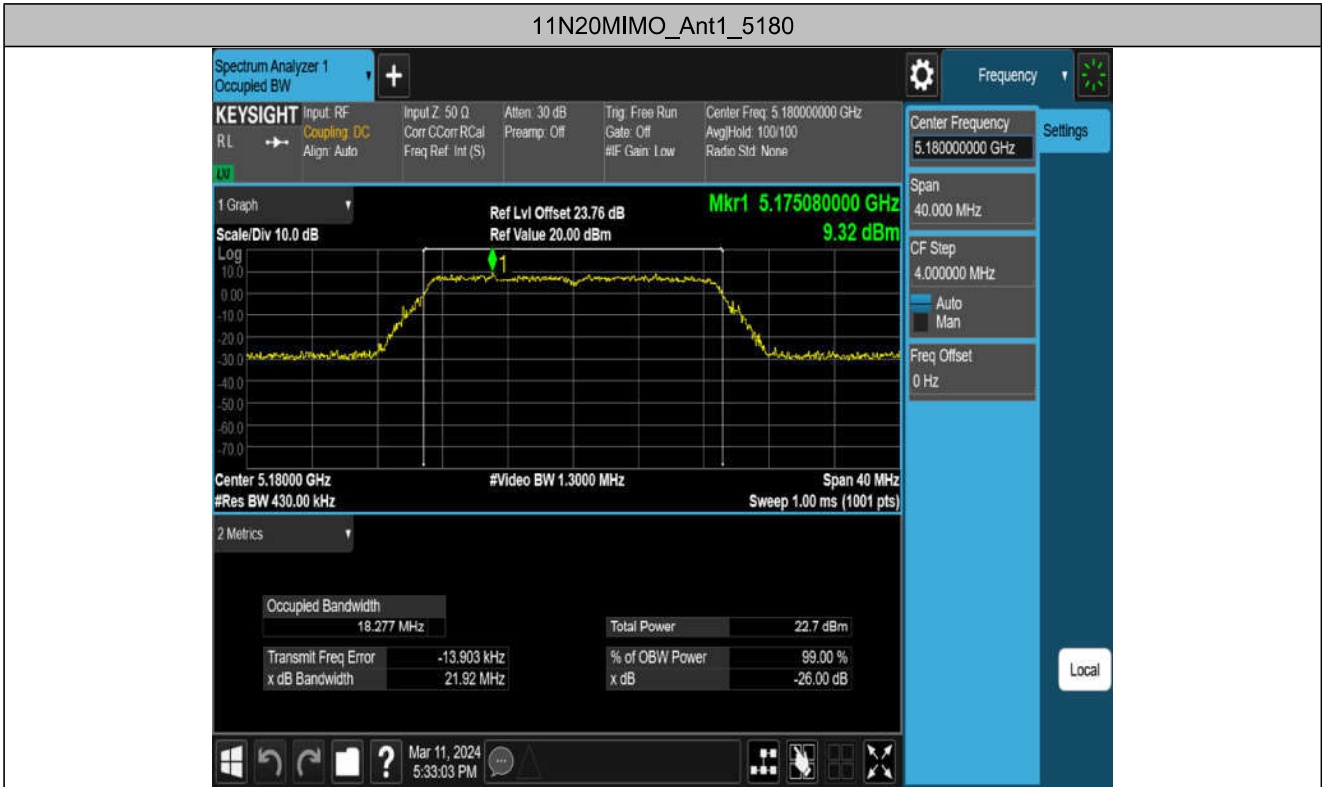 11N20MIMO_Ant1_5180
Spectrum Analyzer 1
Occupied BW
Frequency
KEYSIGHT
R L
LXI
Input: RF
Coupling: DC
Align: Auto
Input Z: 50 Ω
Corr CCorr RCal
Freq Ref: Int (S)
Atten: 30 dB
Preamp: Off
Trig: Free Run
Gate: Off
#IF Gain: Low
Center Freq: 5.180000000 GHz
Avg|Hold: 100/100
Radio Std: None
Center Frequency
5.180000000 GHz
Settings
Span
40.000 MHz
CF Step
4.000000 MHz
Auto
Man
Freq Offset
0 Hz
Local
1 Graph
Scale/Div 10.0 dB
Ref Lvl Offset 23.76 dB
Ref Value 20.00 dBm
Mkr1 5.175080000 GHz
9.32 dBm
Log
10.0
0.00
-10.0
-20.0
-30.0
-40.0
-50.0
-60.0
-70.0
1
Center 5.18000 GHz
#Video BW 1.3000 MHz
Span 40 MHz
#Res BW 430.00 kHz
Sweep 1.00 ms (1001 pts)
2 Metrics
Occupied Bandwidth
18.277 MHz
Total Power 22.7 dBm
Transmit Freq Error -13.903 kHz
% of OBW Power 99.00 %
x dB Bandwidth 21.92 MHz
x dB -26.00 dB
Mar 11, 2024
5:33:03 PM